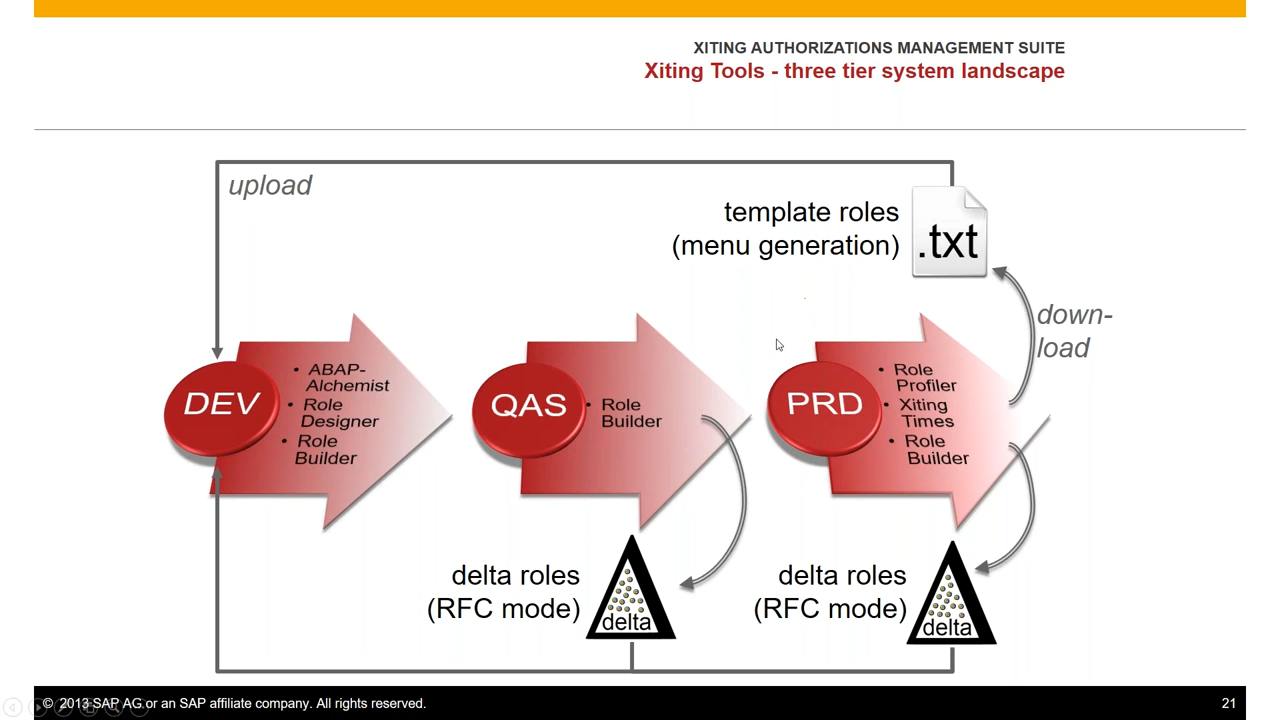 XITING AUTHORIZATIONS MANAGEMENT SUITE
Xiting Tools - three tier system landscape
upload
template roles
(menu generation)
.txt
down-
load
DEV
• ABAP-
Alchemist
• Role
Designer
• Role
Builder
QAS
• Role
Builder
PRD
• Role
Profiler
• Xiting
Times
• Role
Builder
delta roles
(RFC mode)
delta
delta roles
(RFC mode)
delta
© 2013 SAP AG or an SAP affiliate company. All rights reserved.
21